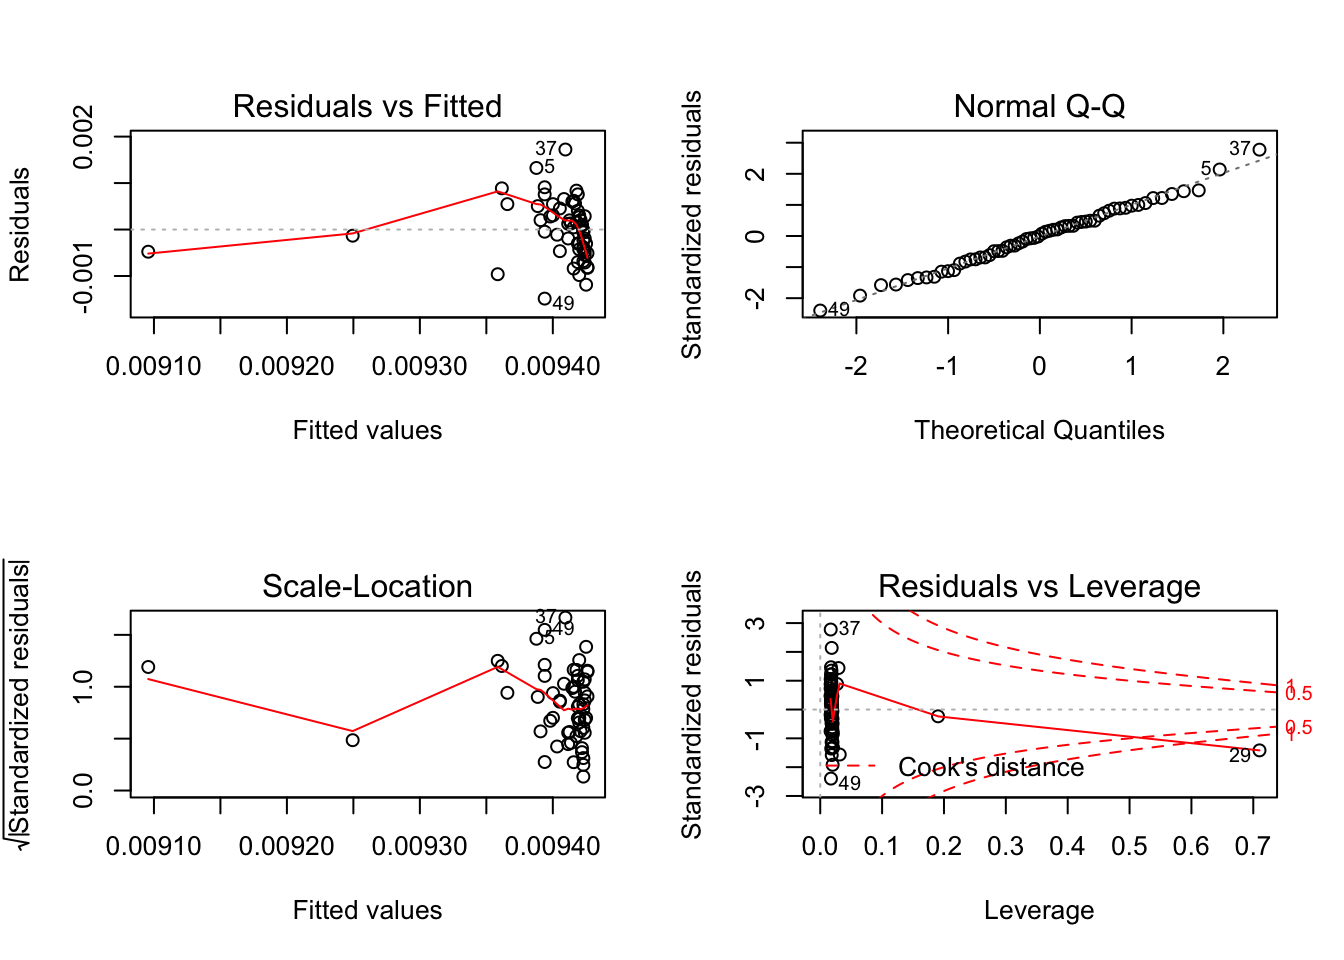 Residuals vs Fitted
Residuals
0.002
-0.001
37
5
49
0.00910 0.00920 0.00930 0.00940
Fitted values
Normal Q-Q
Standardized residuals
2
0
-2
37
5
49
-2 -1 0 1 2
Theoretical Quantiles
Scale-Location
√|Standardized residuals|
1.0
0.0
37
49
5
0.00910 0.00920 0.00930 0.00940
Fitted values
Residuals vs Leverage
Standardized residuals
3
1
-1
-3
37
1
0.5
0.5
1
29
Cook's distance
49
0.0 0.1 0.2 0.3 0.4 0.5 0.6 0.7
Leverage